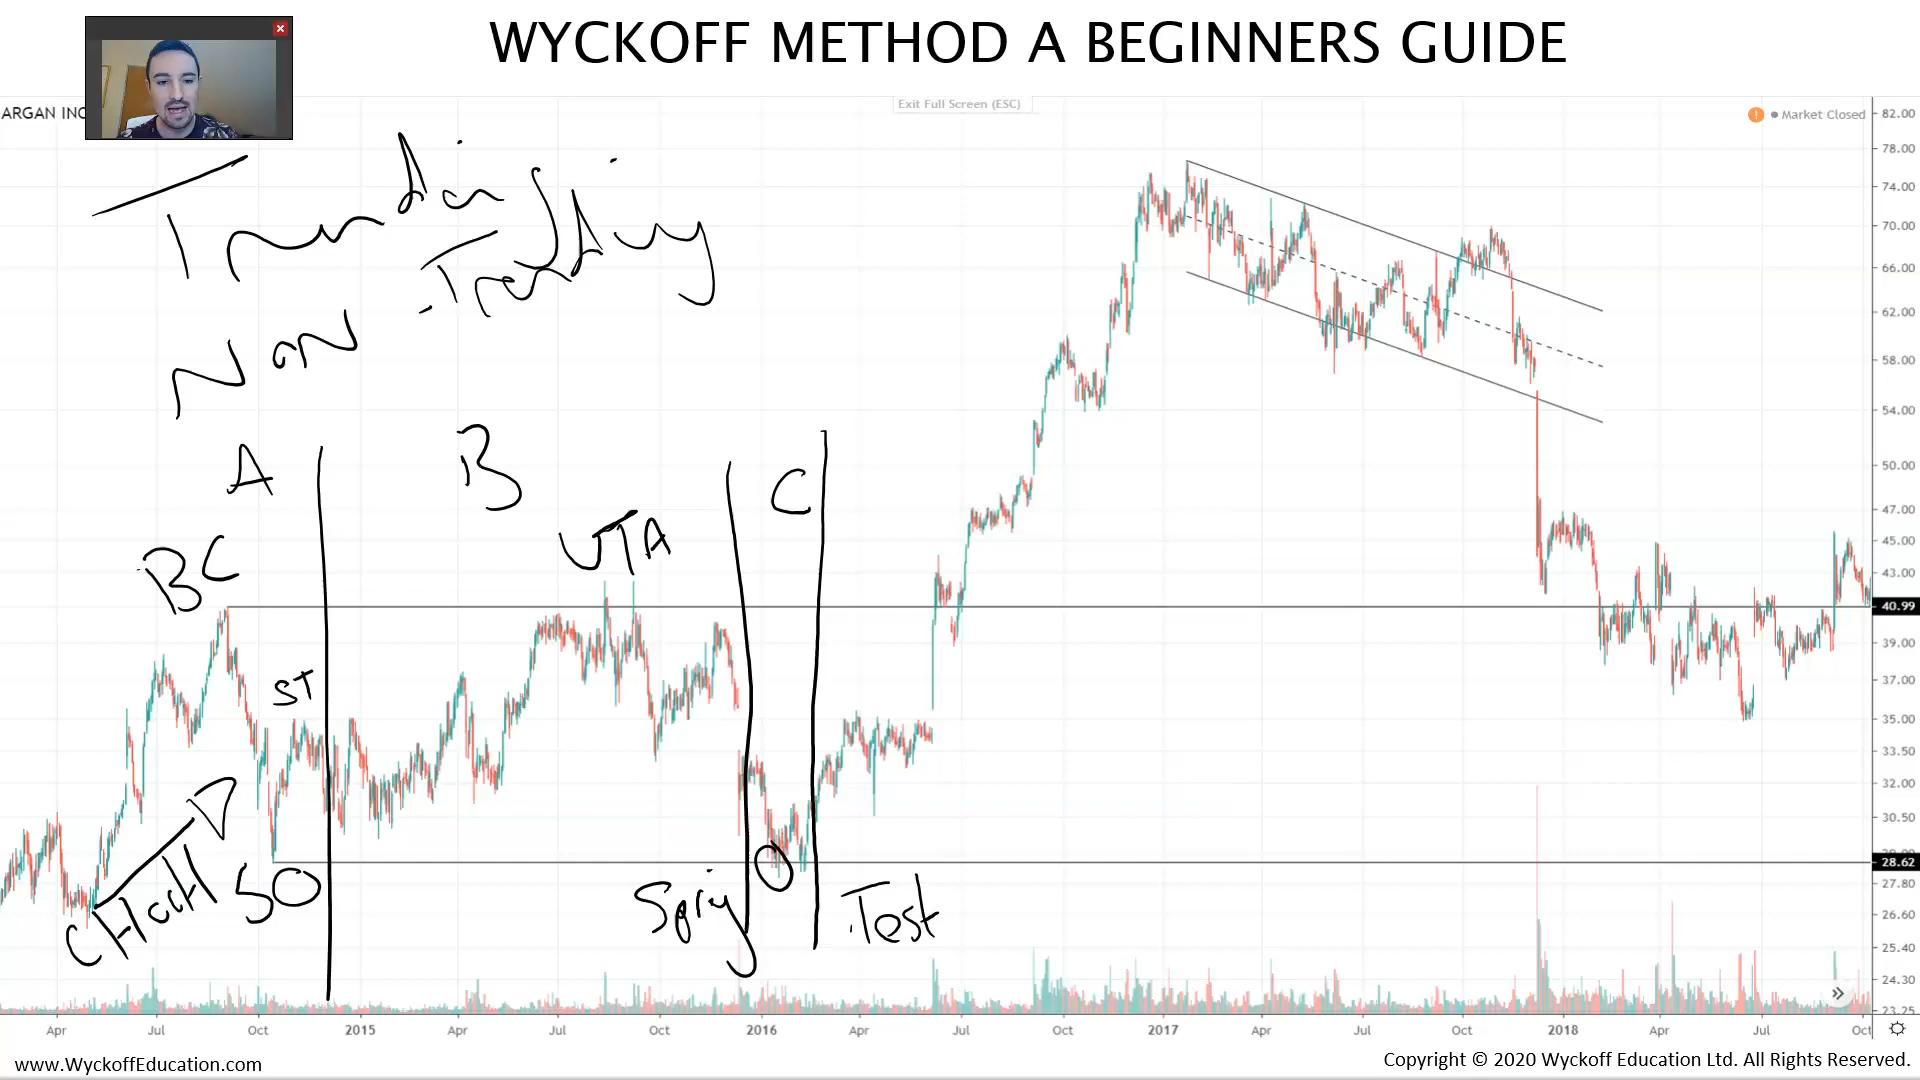 WYCKOFF METHOD A BEGINNERS GUIDE
ARGAN INC
Exit Full Screen (ESC)
Market Closed
82.00
78.00
74.00
70.00
66.00
62.00
58.00
54.00
50.00
47.00
45.00
43.00
40.99
39.00
37.00
35.00
33.50
32.00
30.50
28.62
27.80
26.60
25.40
24.30
23.25
Non-Trending
A
B
C
BC
UTA
ST
SO
Spring
Test
Apr Jul Oct 2015 Apr Jul Oct 2016 Apr Jul Oct 2017 Apr Jul Oct 2018 Apr Jul Oct
www.WyckoffEducation.com
Copyright © 2020 Wyckoff Education Ltd. All Rights Reserved.